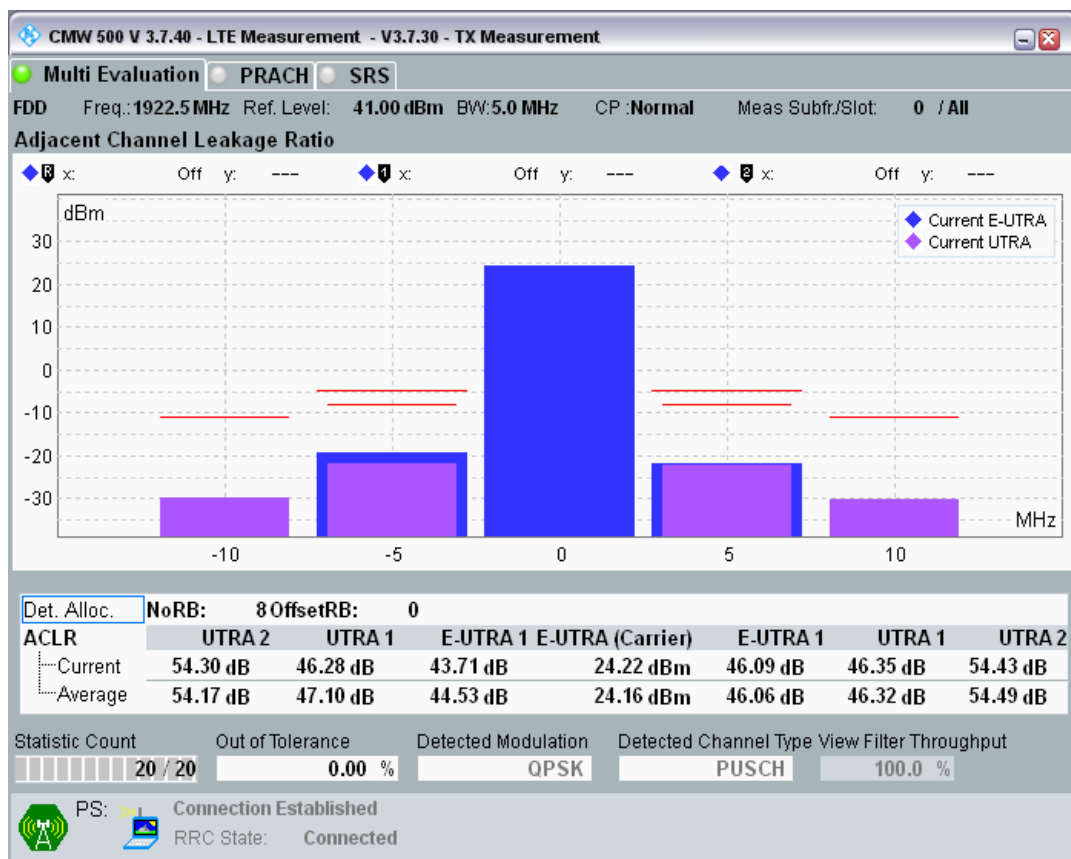 CMW 500 V 3.7.40 - LTE Measurement - V3.7.30 - TX Measurement
Multi Evaluation PRACH SRS
FDD Freq.: 1922.5 MHz Ref. Level: 41.00 dBm BW: 5.0 MHz CP : Normal Meas Subfr./Slot: 0 / All
Adjacent Channel Leakage Ratio
R x: Off y: --- 1 x: Off y: --- 2 x: Off y: ---
dBm
Current E-UTRA
Current UTRA
30
20
10
0
-10
-20
-30
MHz
-10 -5 0 5 10
Det. Alloc. NoRB: 8 OffsetRB: 0
ACLR UTRA 2 UTRA 1 E-UTRA 1 E-UTRA (Carrier) E-UTRA 1 UTRA 1 UTRA 2
Current 54.30 dB 46.28 dB 43.71 dB 24.22 dBm 46.09 dB 46.35 dB 54.43 dB
Average 54.17 dB 47.10 dB 44.53 dB 24.16 dBm 46.06 dB 46.32 dB 54.49 dB
Statistic Count Out of Tolerance Detected Modulation Detected Channel Type View Filter Throughput
20 / 20 0.00 % QPSK PUSCH 100.0 %
PS: Connection Established
RRC State: Connected